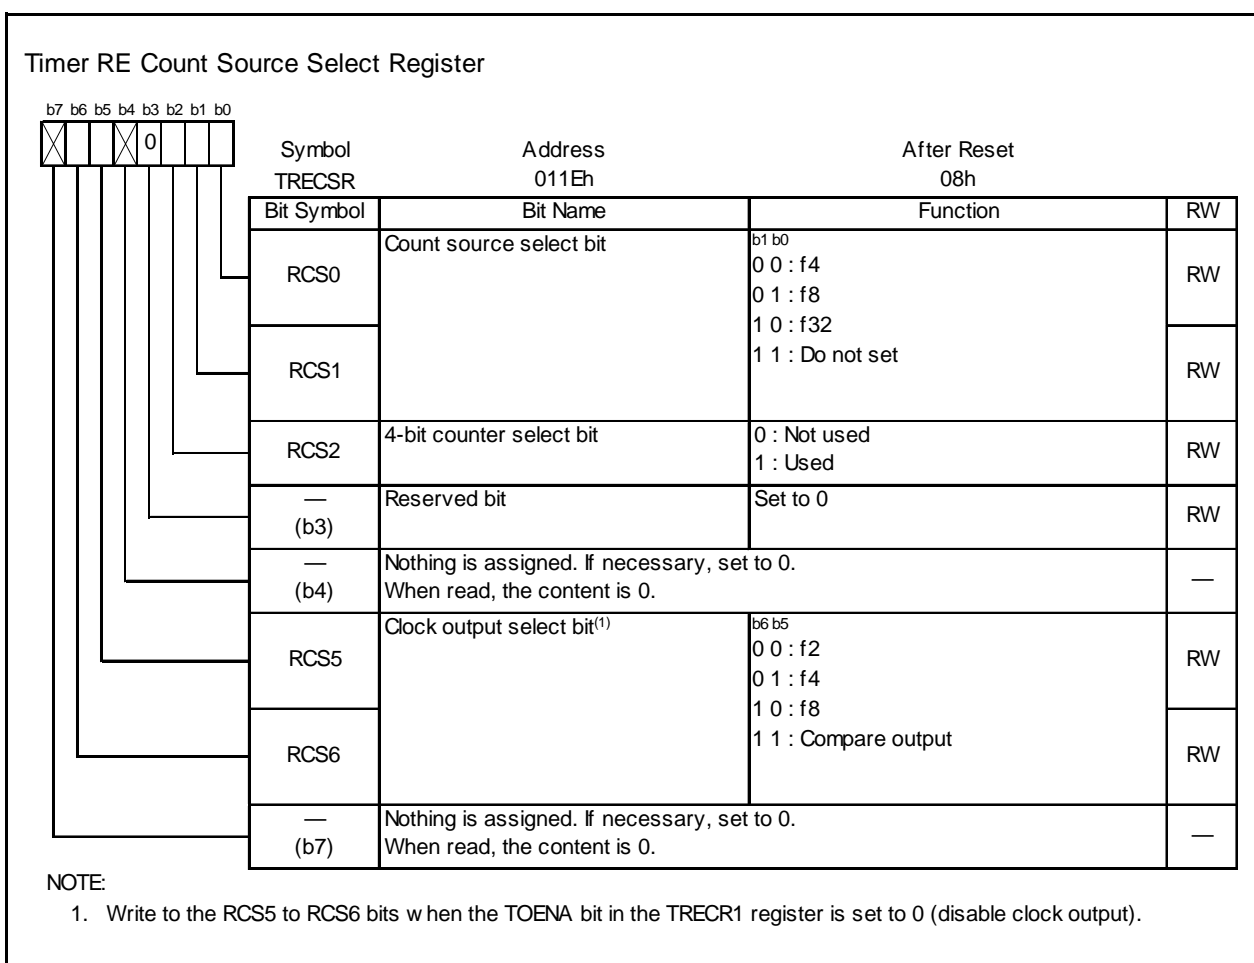 Timer RE Count Source Select Register
b7 b6 b5 b4 b3 b2 b1 b0
0
Symbol Address After Reset
TRECSR 011Eh 08h
Bit Symbol Bit Name Function RW
RCS0 Count source select bit b1 b0 RW
0 0 : f4
0 1 : f8
1 0 : f32
RCS1 1 1 : Do not set RW
RCS2 4-bit counter select bit 0 : Not used RW
1 : Used
— Reserved bit Set to 0 RW
(b3)
— Nothing is assigned. If necessary, set to 0. —
(b4) When read, the content is 0.
RCS5 Clock output select bit(1) b6 b5 RW
0 0 : f2
0 1 : f4
1 0 : f8
RCS6 1 1 : Compare output RW
— Nothing is assigned. If necessary, set to 0. —
(b7) When read, the content is 0.
NOTE:
1. Write to the RCS5 to RCS6 bits when the TOENA bit in the TRECR1 register is set to 0 (disable clock output).